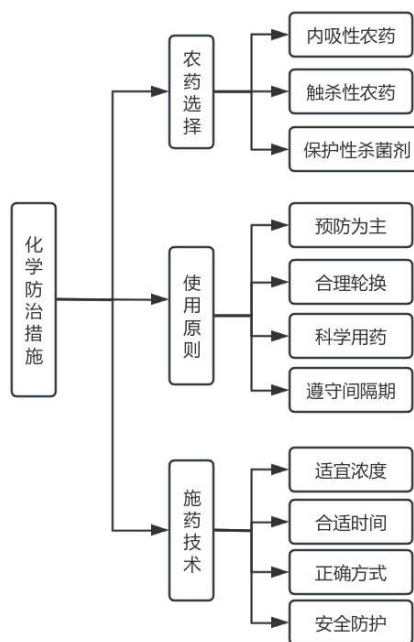 化学防治措施
农药选择
内吸性农药
触杀性农药
保护性杀菌剂
使用原则
预防为主
合理轮换
科学用药
遵守间隔期
施药技术
适宜浓度
合适时间
正确方式
安全防护